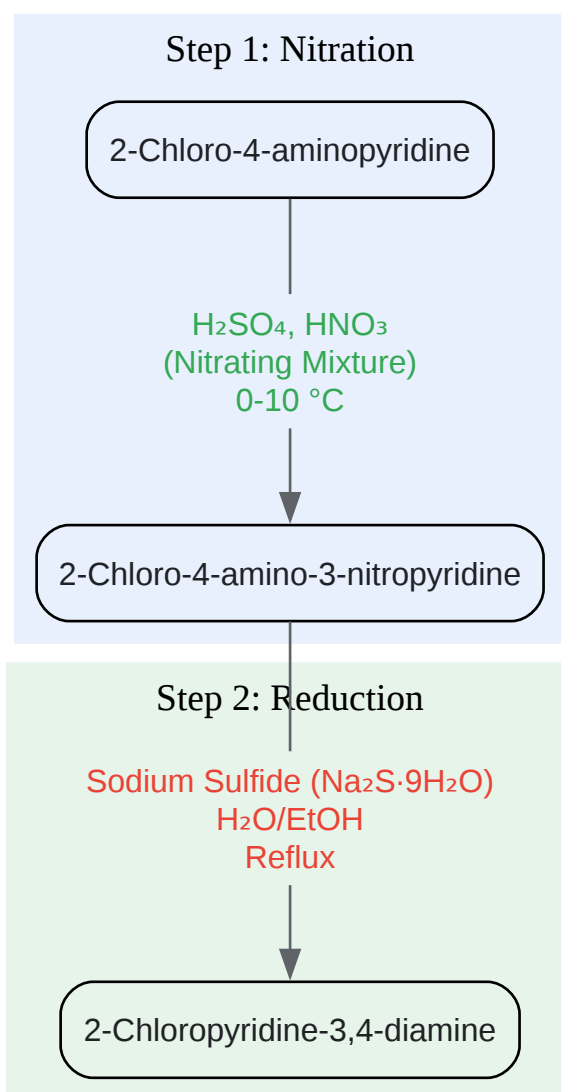 Step 1: Nitration
2-Chloro-4-aminopyridine
H₂SO₄, HNO₃
(Nitrating Mixture)
0-10 °C
2-Chloro-4-amino-3-nitropyridine
Step 2: Reduction
Sodium Sulfide (Na₂S·9H₂O)
H₂O/EtOH
Reflux
2-Chloropyridine-3,4-diamine